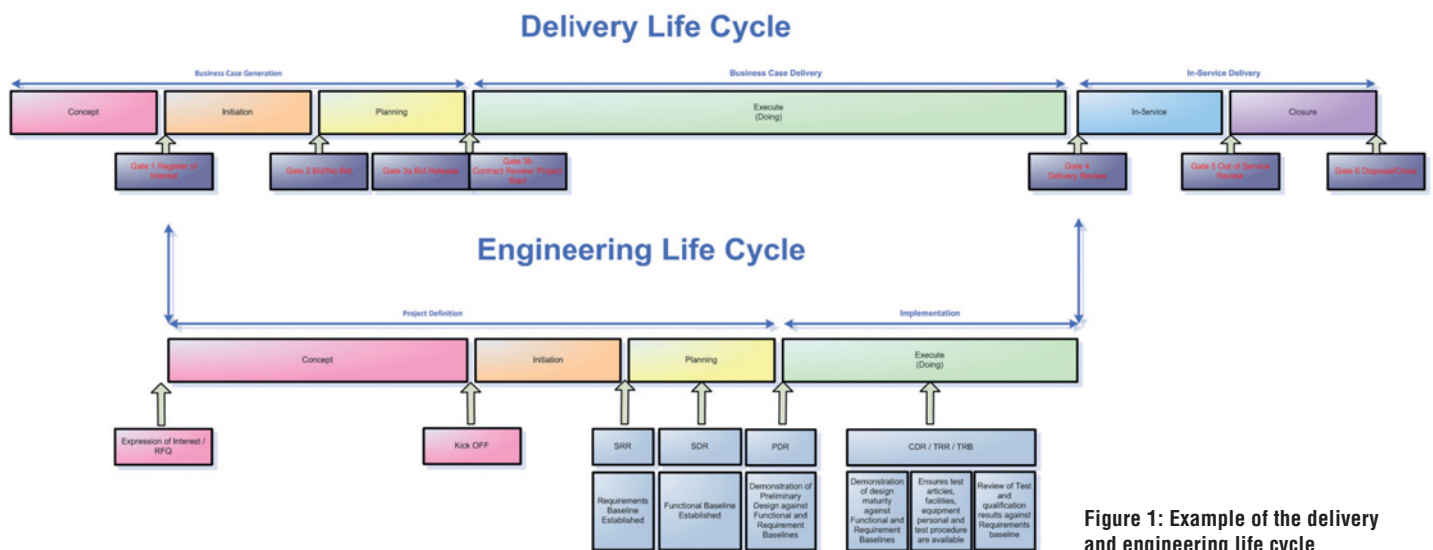 Delivery Life Cycle
Business Case Generation
Business Case Delivery
In-Service Delivery
Concept
Initiation
Planning
Execute
(Doing)
In-Service
Closure
Gate 1 Register of
Interest
Gate 2 Bid/No Bid
Gate 3a Bid Release
Gate 3b
Contract Review/ Project
Start
Gate 4
Delivery Review
Gate 5 Out of Service
Review
Gate 6 Disposal/Close
Engineering Life Cycle
Project Definition
Implementation
Concept
Initiation
Planning
Execute
(Doing)
Expression of Interest /
RFQ
Kick OFF
SRR
SDR
PDR
CDR / TRR / TRB
Requirements
Baseline
Established
Functional Baseline
Established
Demonstration of
Preliminary
Design against
Functional and
Requirement
Baselines
Demonstration
of design
maturity
against
Functional and
Requirement
Baselines
Ensures test
articles,
facilities,
equipment
personal and
test procedure
are available
Review of Test
and
qualification
results against
Requirements
baseline
Figure 1: Example of the delivery
and engineering life cycle